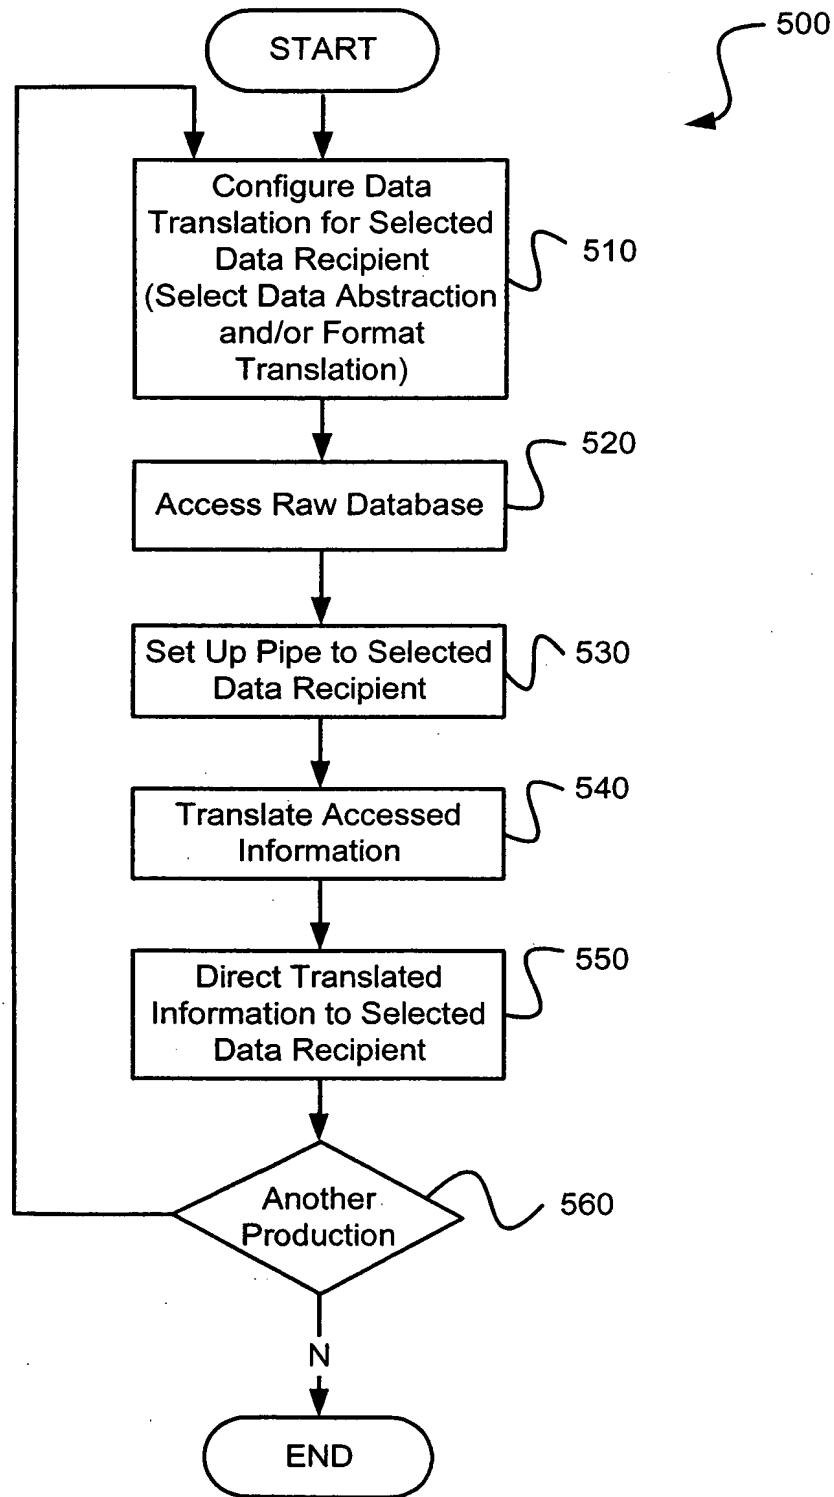 500
START
Configure Data
Translation for Selected
Data Recipient
(Select Data Abstraction
and/or Format
Translation)
510
520
Access Raw Database
Set Up Pipe to Selected
Data Recipient
530
540
Translate Accessed
Information
550
Direct Translated
Information to Selected
Data Recipient
Another
Production
560
N
END